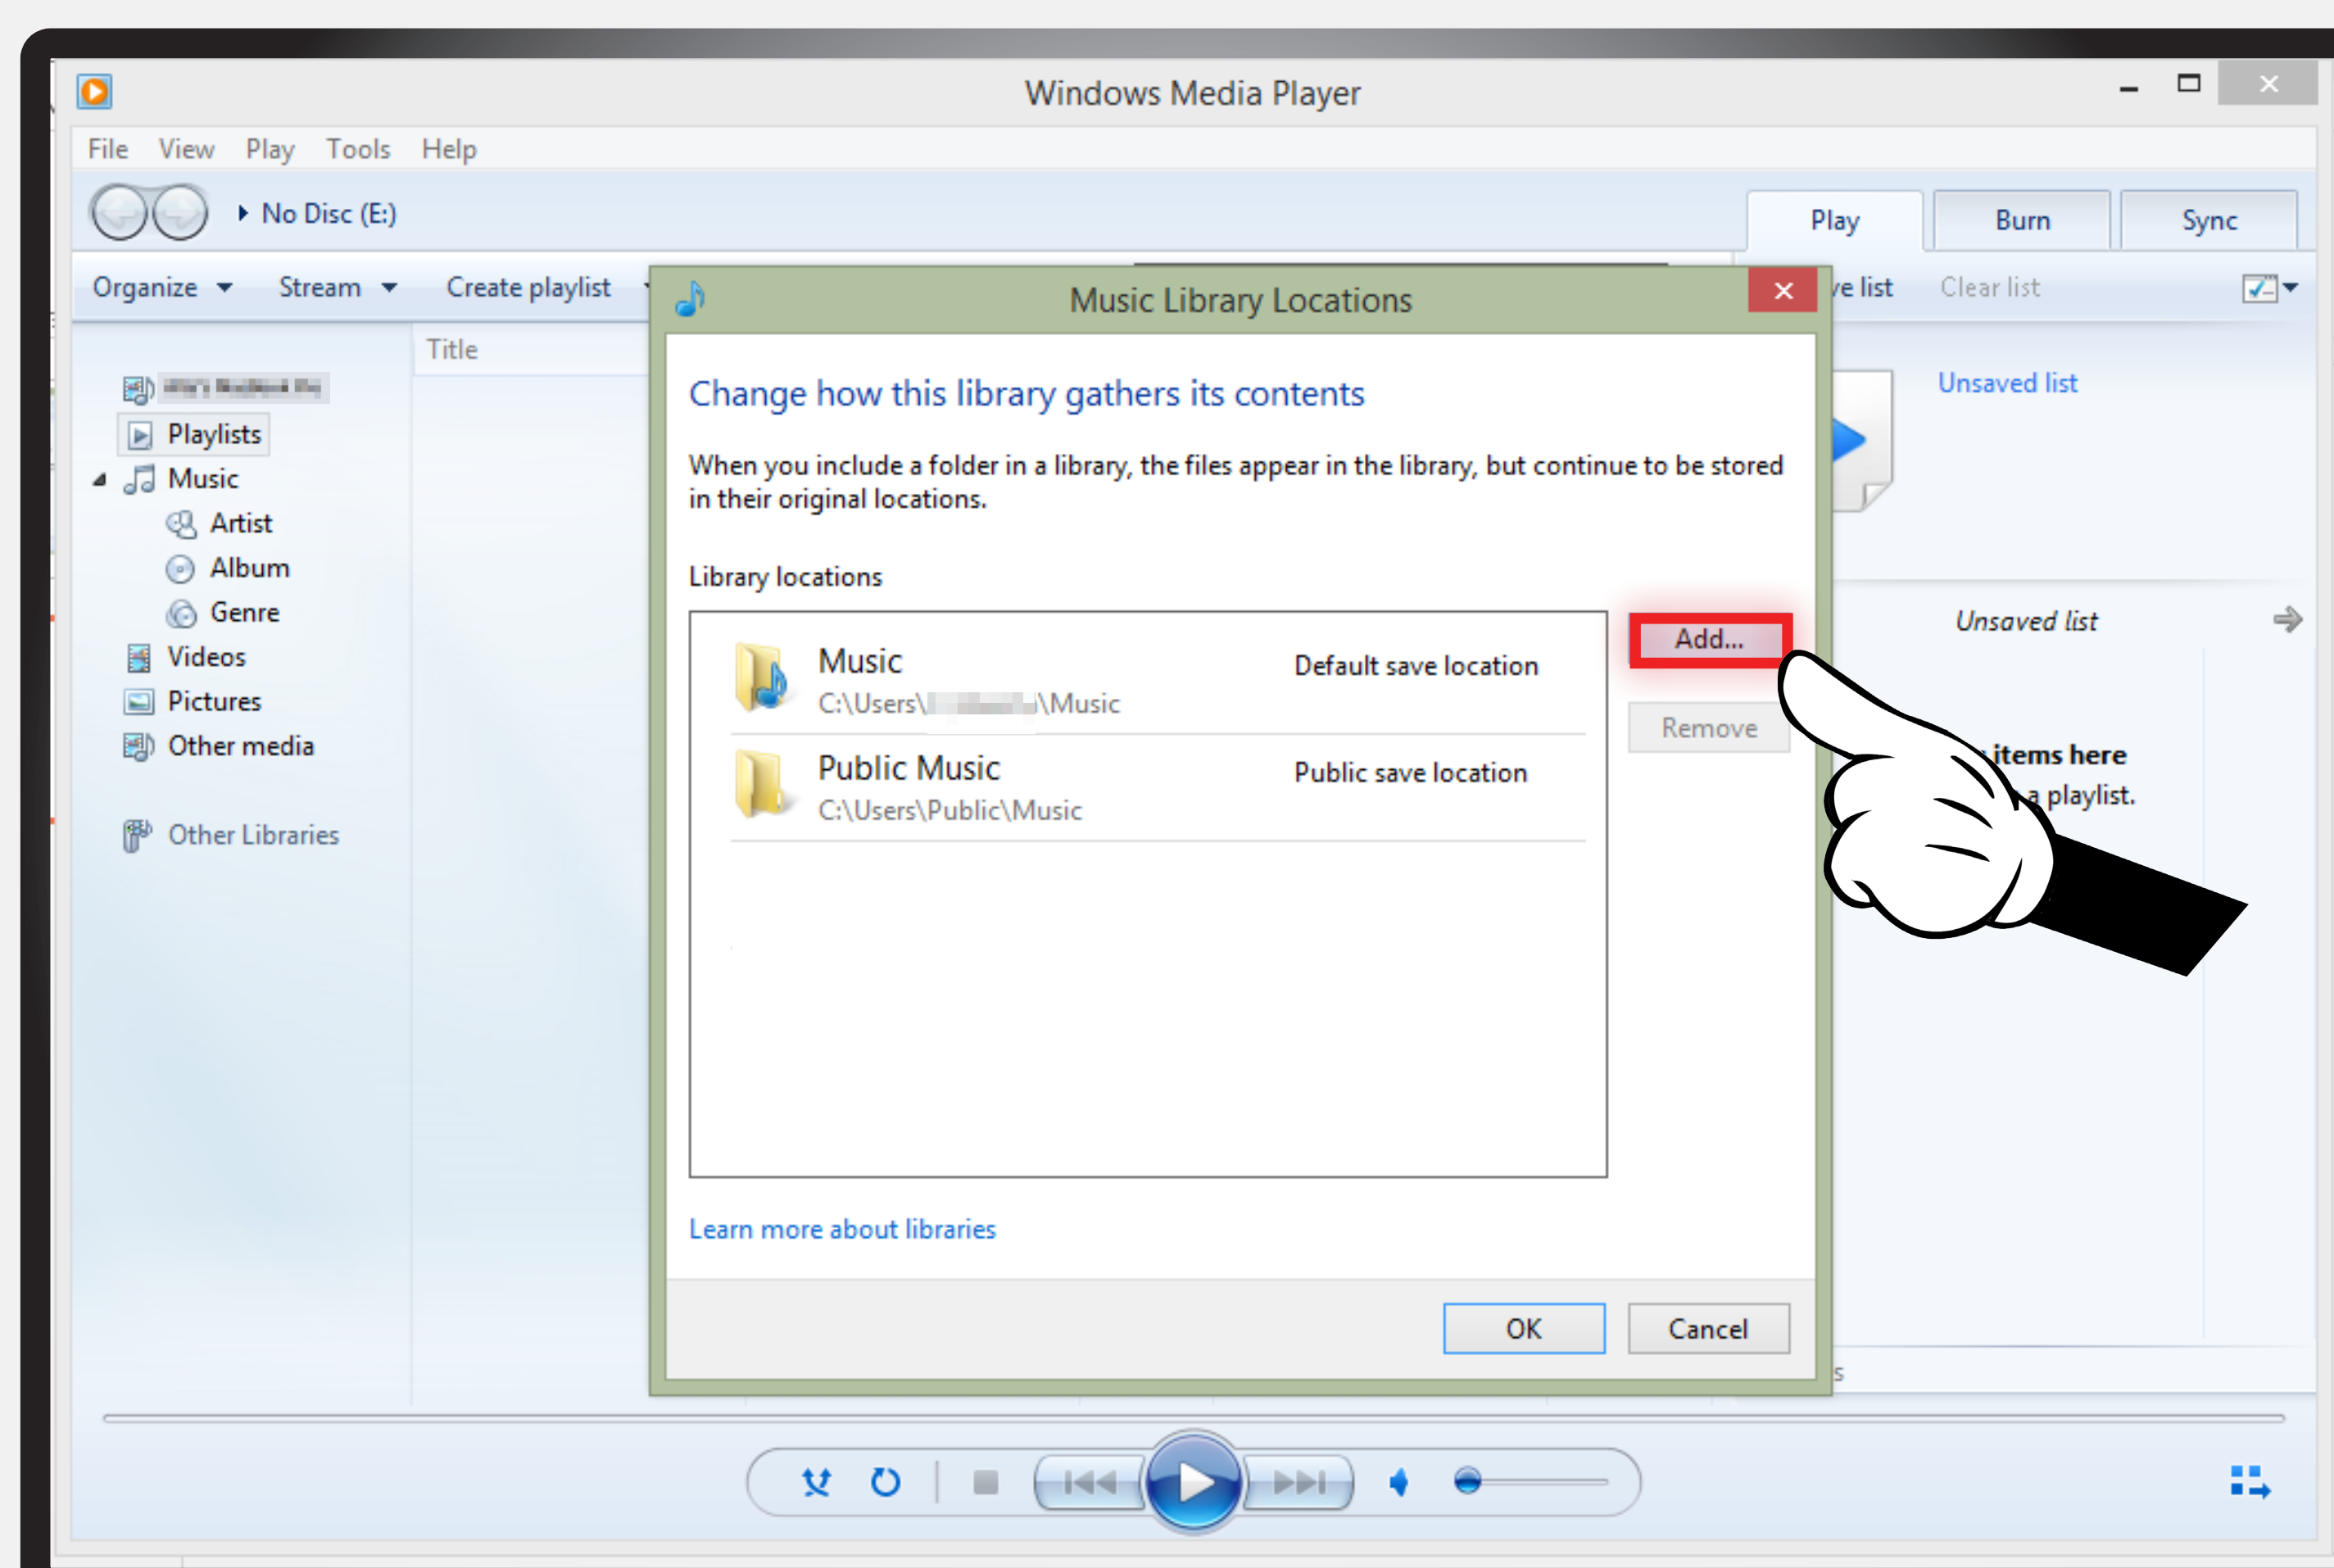 Windows Media Player
File View Play Tools Help
No Disc (E:)
Play Burn Sync
Organize Stream Create playlist
Music Library Locations
ve list Clear list
Title
Playlists
Music
Artist
Album
Genre
Videos
Pictures
Other media
Other Libraries
Change how this library gathers its contents
When you include a folder in a library, the files appear in the library, but continue to be stored
in their original locations.
Library locations
Music
Default save location
C:\Users\ \Music
Public Music
Public save location
C:\Users\Public\Music
Add...
Remove
Learn more about libraries
OK Cancel
Unsaved list
Unsaved list
items here
a playlist.
s